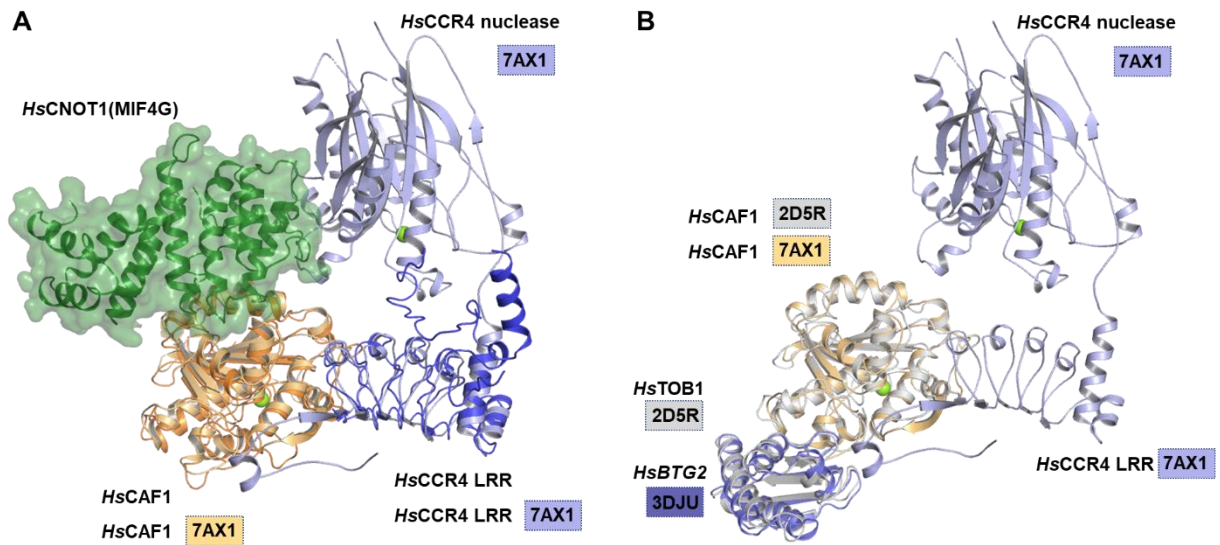 A
HsCCR4 nuclease
7AX1
HsCNOT1(MIF4G)
HsCAF1
HsCAF1 7AX1
HsCCR4 LRR
HsCCR4 LRR 7AX1
B
HsCCR4 nuclease
7AX1
HsCAF1 2D5R
HsCAF1 7AX1
HsTOB1
2D5R
HsBTG2
3DJU
HsCCR4 LRR 7AX1